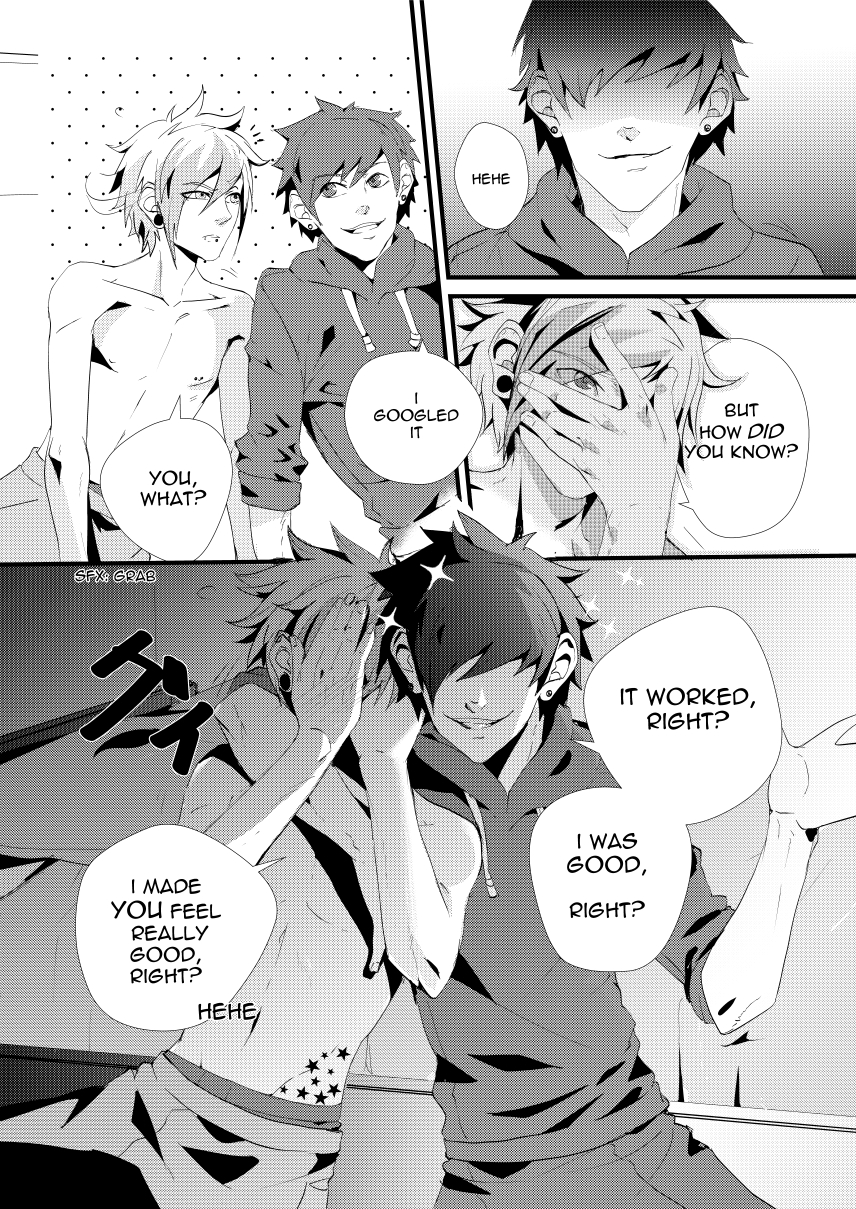 HEHE
BUT
HOW DID
YOU KNOW?
I
GOOGLED
IT
YOU,
WHAT?
SFX: GRAB
グイ
IT WORKED,
RIGHT?
I WAS
GOOD,
RIGHT?
I MADE
YOU FEEL
REALLY
GOOD,
RIGHT?
HEHE